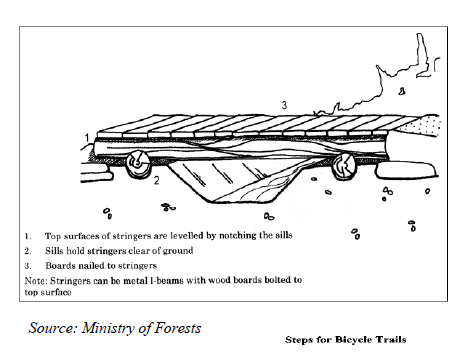 3
1
2
1. Top surfaces of stringers are levelled by notching the sills
2. Sills hold stringers clear of ground
3. Boards nailed to stringers
Note: Stringers can be metal I-beams with wood boards bolted to
top surface
Source: Ministry of Forests
Steps for Bicycle Trails